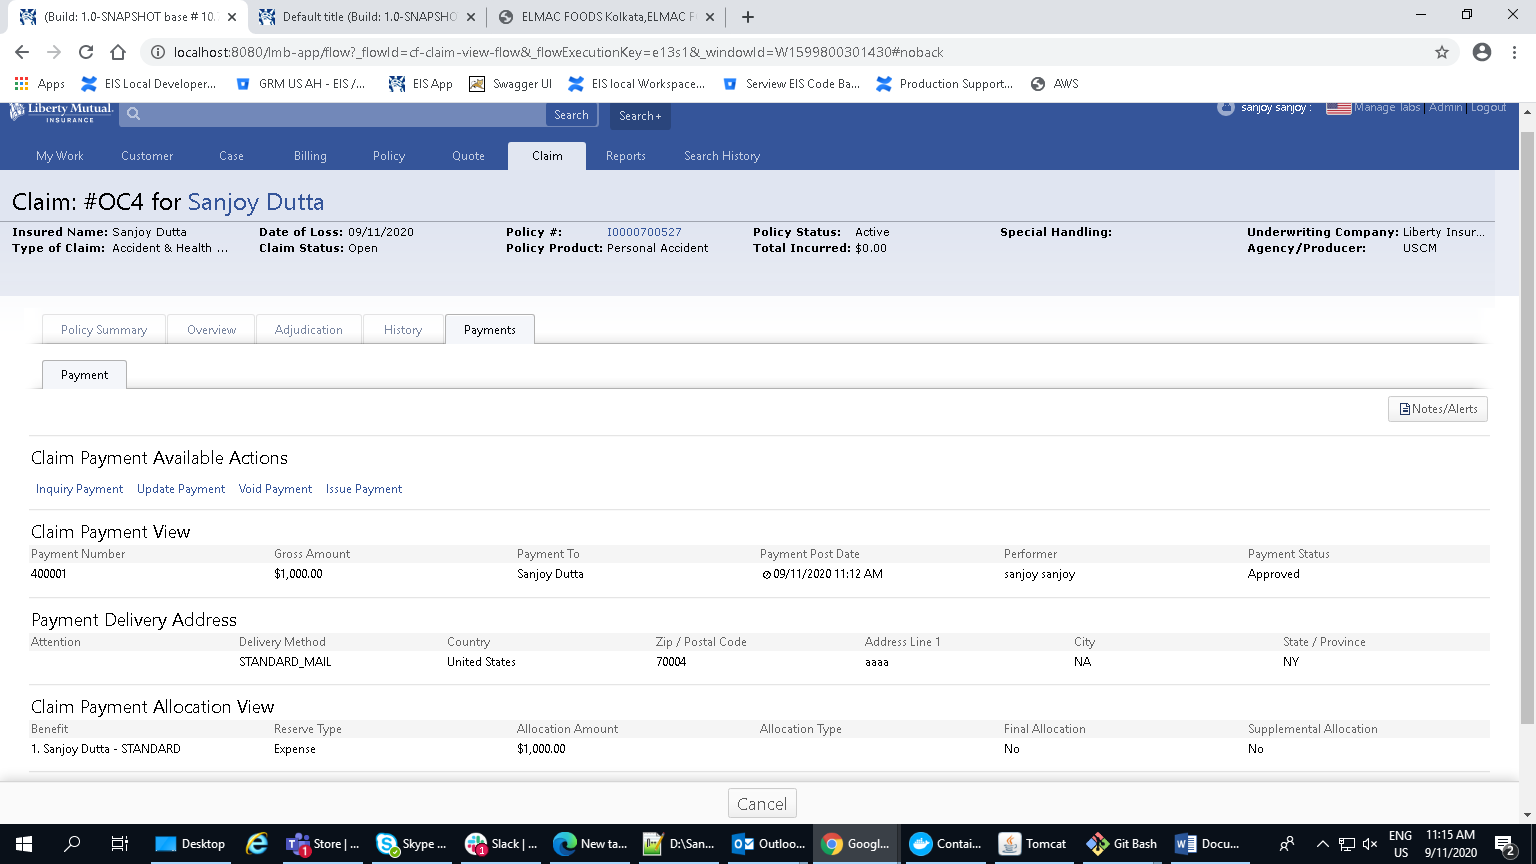 (Build: 1.0-SNAPSHOT base # 10.
Default title (Build: 1.0-SNAPSHO
ELMAC FOODS Kolkata,ELMAC F
localhost:8080/lmb-app/flow?_flowId=cf-claim-view-flow&_flowExecutionKey=e13s1&_windowId=W1599800301430#noback
Apps EIS Local Developer... GRM US AH - EIS /... EIS App Swagger UI EIS local Workspace... Serview EIS Code Ba... Production Support... AWS
Liberty Mutual.
INSURANCE
Search
Search+
sanjoy sanjoy :
Manage Tabs | Admin | Logout
My Work Customer Case Billing Policy Quote Claim Reports Search History
Claim: #OC4 for Sanjoy Dutta
Insured Name: Sanjoy Dutta Date of Loss: 09/11/2020 Policy #: I0000700527 Policy Status: Active Special Handling: Underwriting Company: Liberty Insur...
Type of Claim: Accident & Health ... Claim Status: Open Policy Product: Personal Accident Total Incurred: $0.00 Agency/Producer: USCM
Policy Summary Overview Adjudication History Payments
Payment
Notes/Alerts
Claim Payment Available Actions
Inquiry Payment Update Payment Void Payment Issue Payment
Claim Payment View
Payment Number Gross Amount Payment To Payment Post Date Performer Payment Status
400001 $1,000.00 Sanjoy Dutta 09/11/2020 11:12 AM sanjoy sanjoy Approved
Payment Delivery Address
Attention Delivery Method Country Zip / Postal Code Address Line 1 City State / Province
STANDARD_MAIL United States 70004 aaaa NA NY
Claim Payment Allocation View
Benefit Reserve Type Allocation Amount Allocation Type Final Allocation Supplemental Allocation
1. Sanjoy Dutta - STANDARD Expense $1,000.00 No No
Cancel
Desktop Store | ... Skype ... Slack | ... New ta... D:\San... Outloo... Googl... Contai... Tomcat Git Bash Docu...
ENG
US
11:15 AM
9/11/2020
2